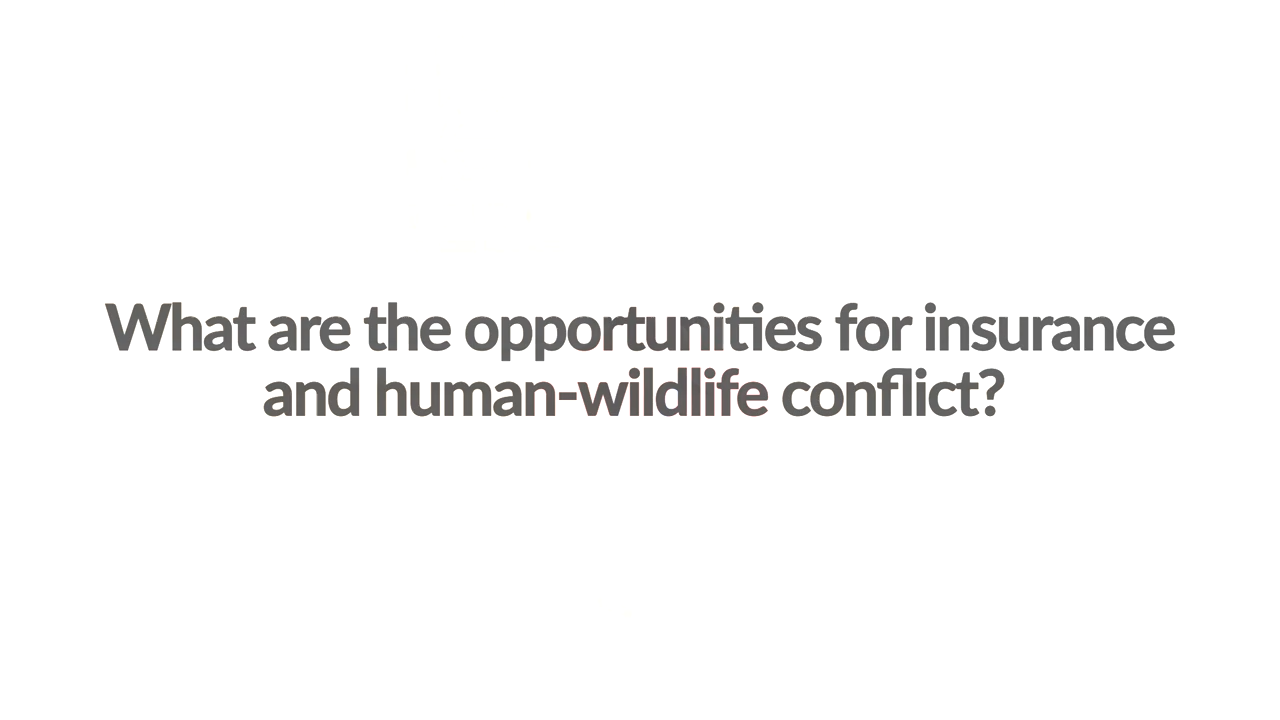 What are the opportunities for insurance
and human-wildlife conflict?